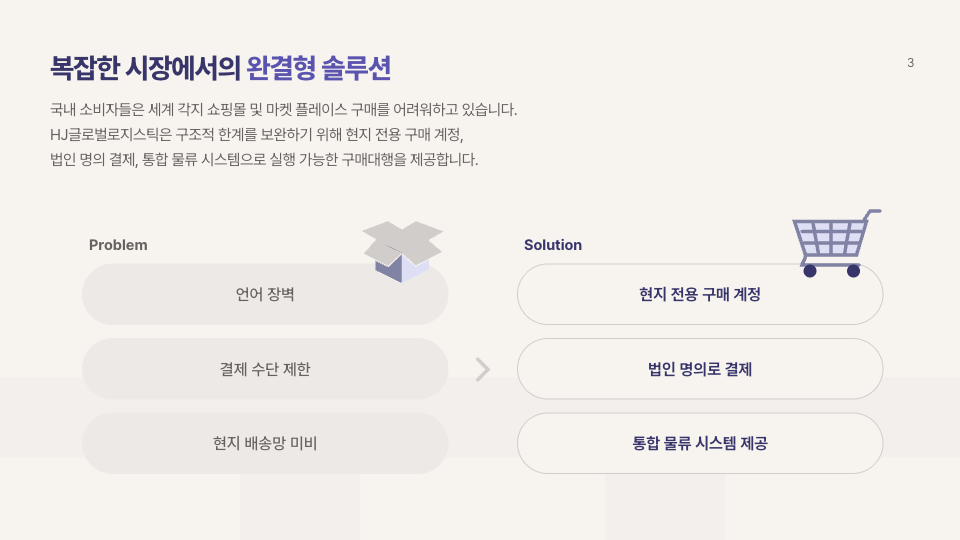 복잡한 시장에서의 완결형 솔루션
3
국내 소비자들은 세계 각지 쇼핑몰 및 마켓 플레이스 구매를 어려워하고 있습니다.
HJ글로벌로지스틱은 구조적 한계를 보완하기 위해 현지 전용 구매 계정,
법인 명의 결제, 통합 물류 시스템으로 실행 가능한 구매대행을 제공합니다.
Problem
언어 장벽
결제 수단 제한
현지 배송망 미비
Solution
현지 전용 구매 계정
법인 명의로 결제
통합 물류 시스템 제공